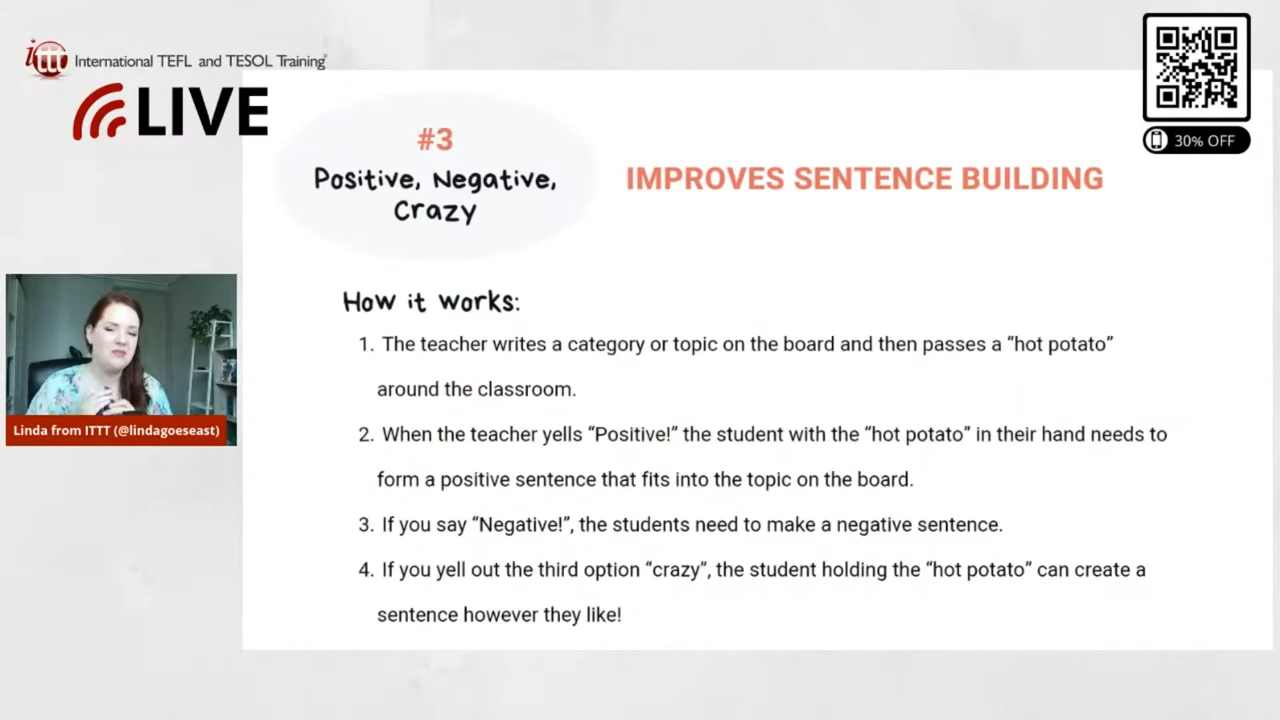 ittt International TEFL and TESOL Training
LIVE
30% OFF
#3
Positive, Negative,
Crazy
IMPROVES SENTENCE BUILDING
How it works:
1. The teacher writes a category or topic on the board and then passes a “hot potato”
around the classroom.
2. When the teacher yells “Positive!” the student with the “hot potato” in their hand needs to
form a positive sentence that fits into the topic on the board.
3. If you say “Negative!”, the students need to make a negative sentence.
4. If you yell out the third option “crazy”, the student holding the “hot potato” can create a
sentence however they like!
Linda from ITTT (@lindagoeseast)